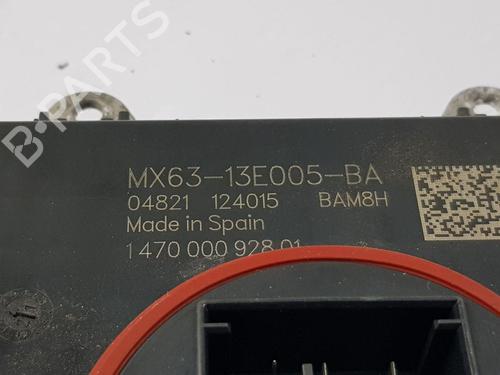 MX63-13E005-BA
04821 124015 BAM8H
Made in Spain
1 470 000 928 01
B-PARTS